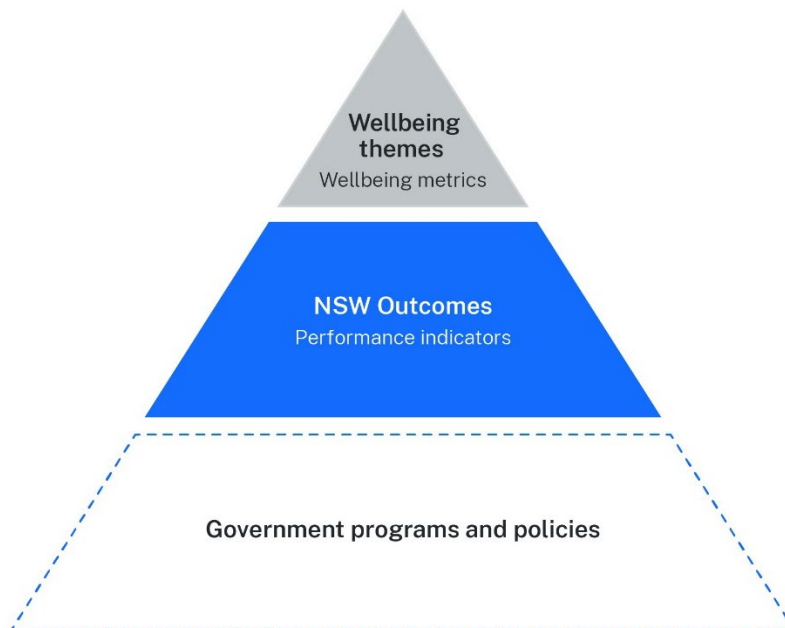 Wellbeing
themes
Wellbeing metrics
NSW Outcomes
Performance indicators
Government programs and policies